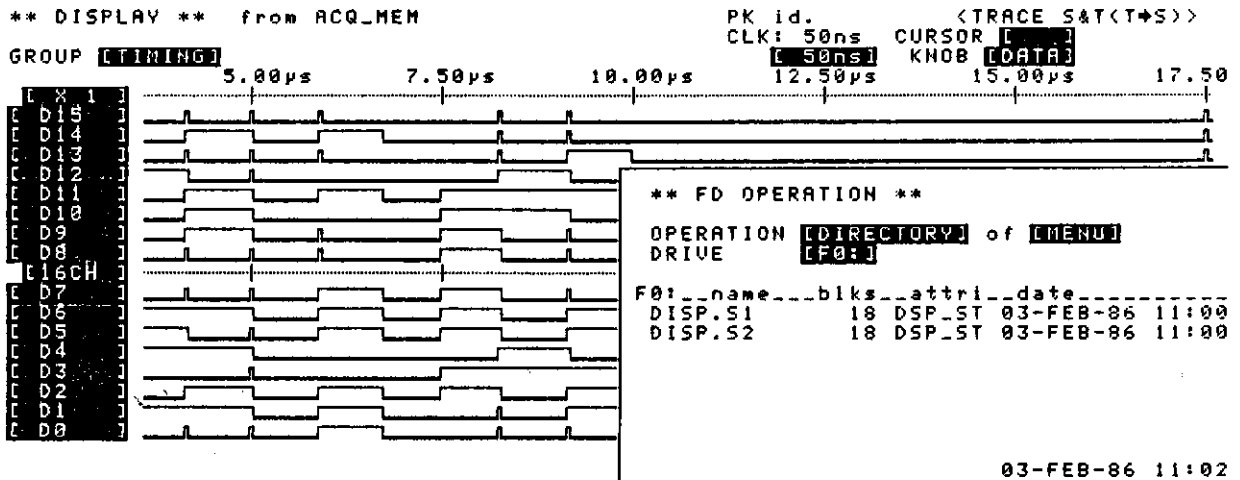 ** DISPLAY ** from ACQ_MEM PK id. <TRACE S&T(T→S)>
CLK: 50ns CURSOR [ ]
GROUP [TIMING] [ 50ns] KNOB [DATA]
5.00μs 7.50μs 10.00μs 12.50μs 15.00μs 17.50
[ X 1 ]
[ D15 ]
[ D14 ]
[ D13 ]
[ D12 ]
[ D11 ]
[ D10 ]
[ D9 ]
[ D8 ]
[16CH ]
[ D7 ]
[ D6 ]
[ D5 ]
[ D4 ]
[ D3 ]
[ D2 ]
[ D1 ]
[ D0 ]
** FD OPERATION **
OPERATION [DIRECTORY] of [MENU]
DRIVE [F0:]
F0:__name___blks__attri__date__________
DISP.S1 18 DSP_ST 03-FEB-86 11:00
DISP.S2 18 DSP_ST 03-FEB-86 11:00
03-FEB-86 11:02